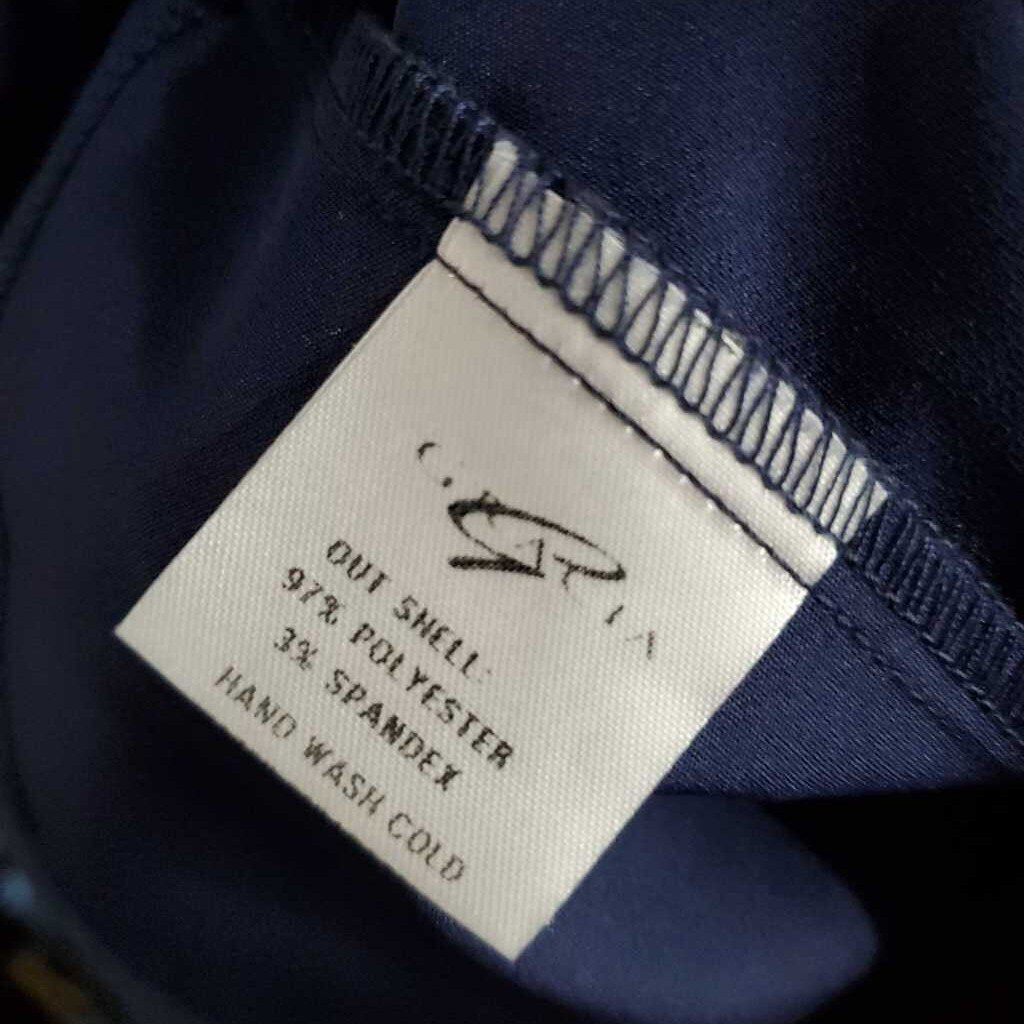 OUT SHELL:
97% POLYESTER
3% SPANDEX
HAND WASH COLD